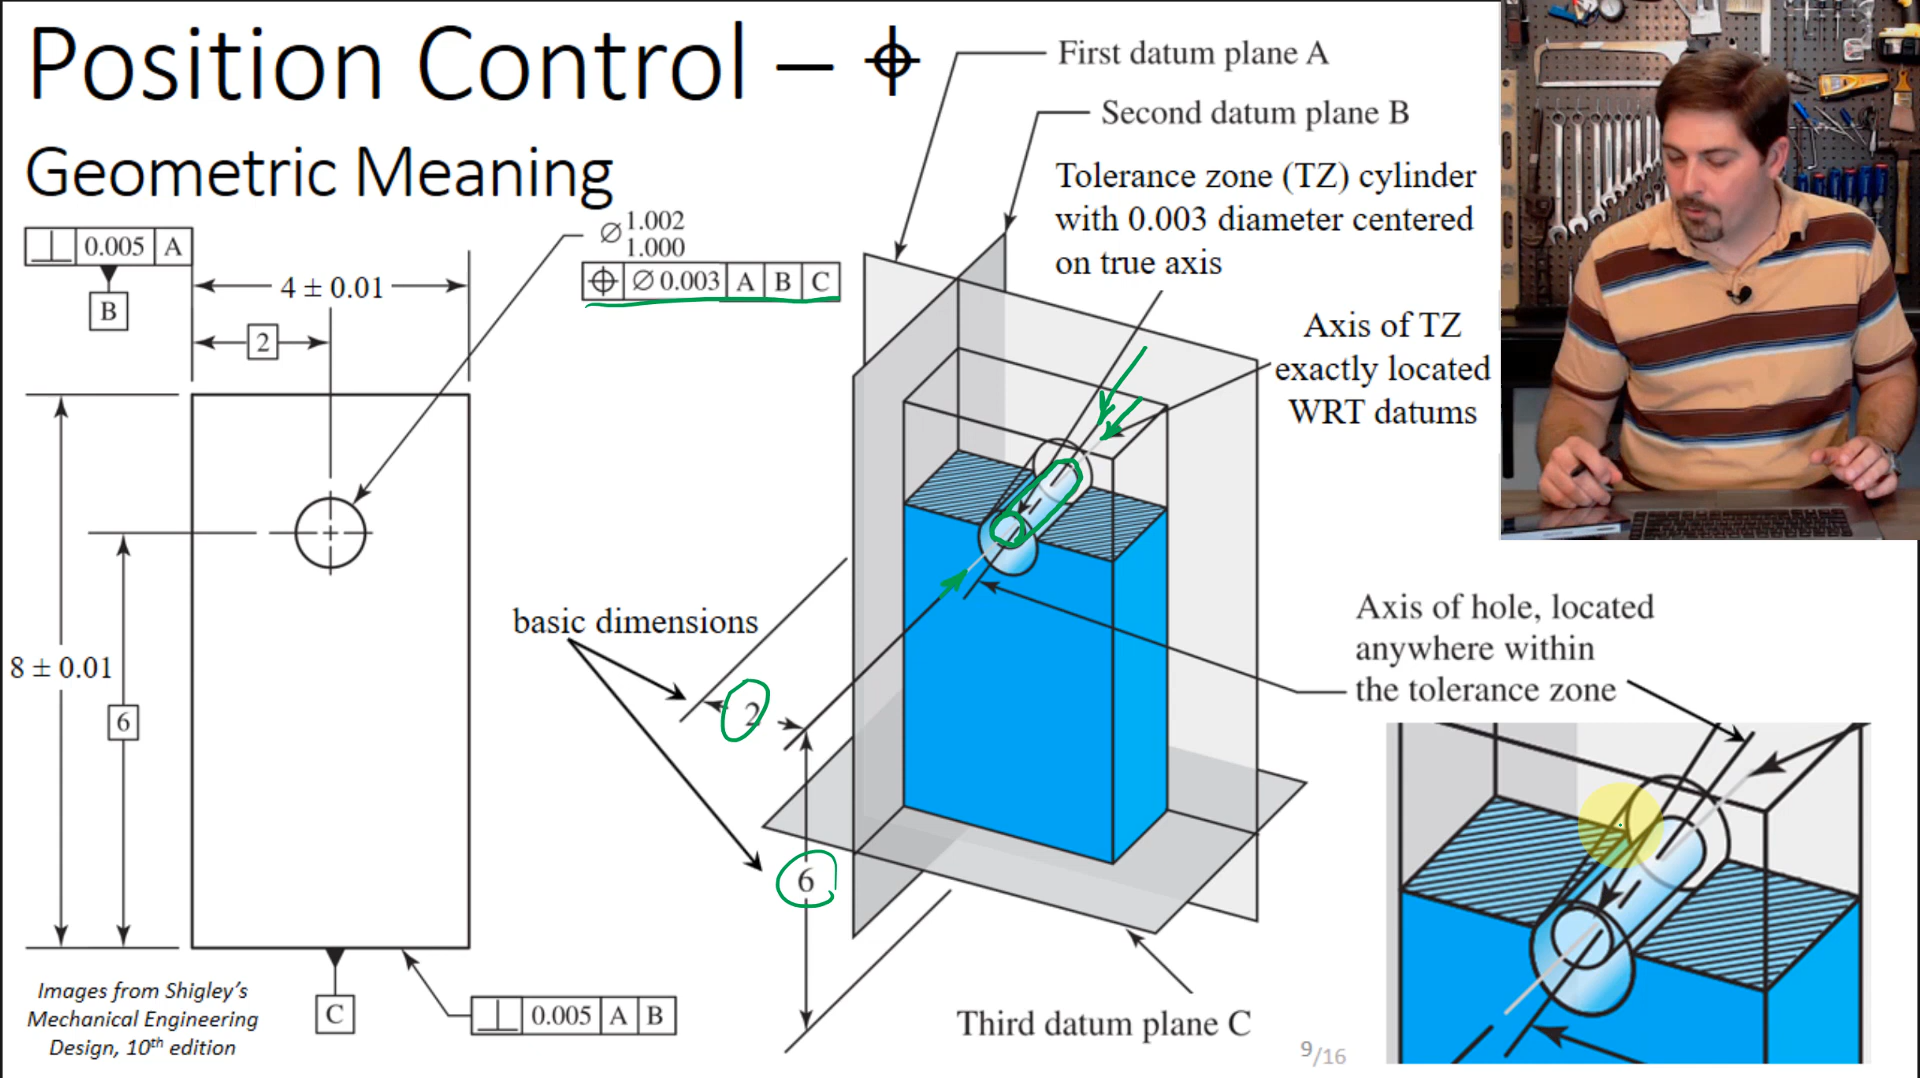 Position Control – ⌖
Geometric Meaning
⊥ 0.005 A
B
4 ± 0.01
2
∅ 1.002
1.000
⌖ ∅ 0.003 A B C
8 ± 0.01
6
C
⊥ 0.005 A B
Images from Shigley's
Mechanical Engineering
Design, 10th edition
First datum plane A
Second datum plane B
Tolerance zone (TZ) cylinder
with 0.003 diameter centered
on true axis
Axis of TZ
exactly located
WRT datums
basic dimensions
2
6
Axis of hole, located
anywhere within
the tolerance zone
Third datum plane C
9/16